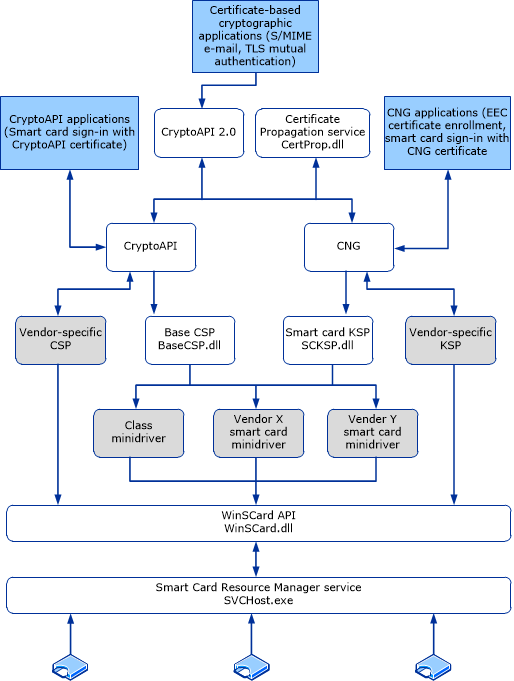 Certificate-based
cryptographic
applications (S/MIME
e-mail, TLS mutual
authentication)
CryptoAPI applications
(Smart card sign-in with
CryptoAPI certificate)
CryptoAPI 2.0
Certificate
Propagation service
CertProp.dll
CNG applications (EEC
certificate enrollment,
smart card sign-in with
CNG certificate
CryptoAPI
CNG
Vendor-specific
CSP
Base CSP
BaseCSP.dll
Smart card KSP
SCKSP.dll
Vendor-specific
KSP
Class
minidriver
Vendor X
smart card
minidriver
Vender Y
smart card
minidriver
WinSCard API
WinSCard.dll
Smart Card Resource Manager service
SVCHost.exe